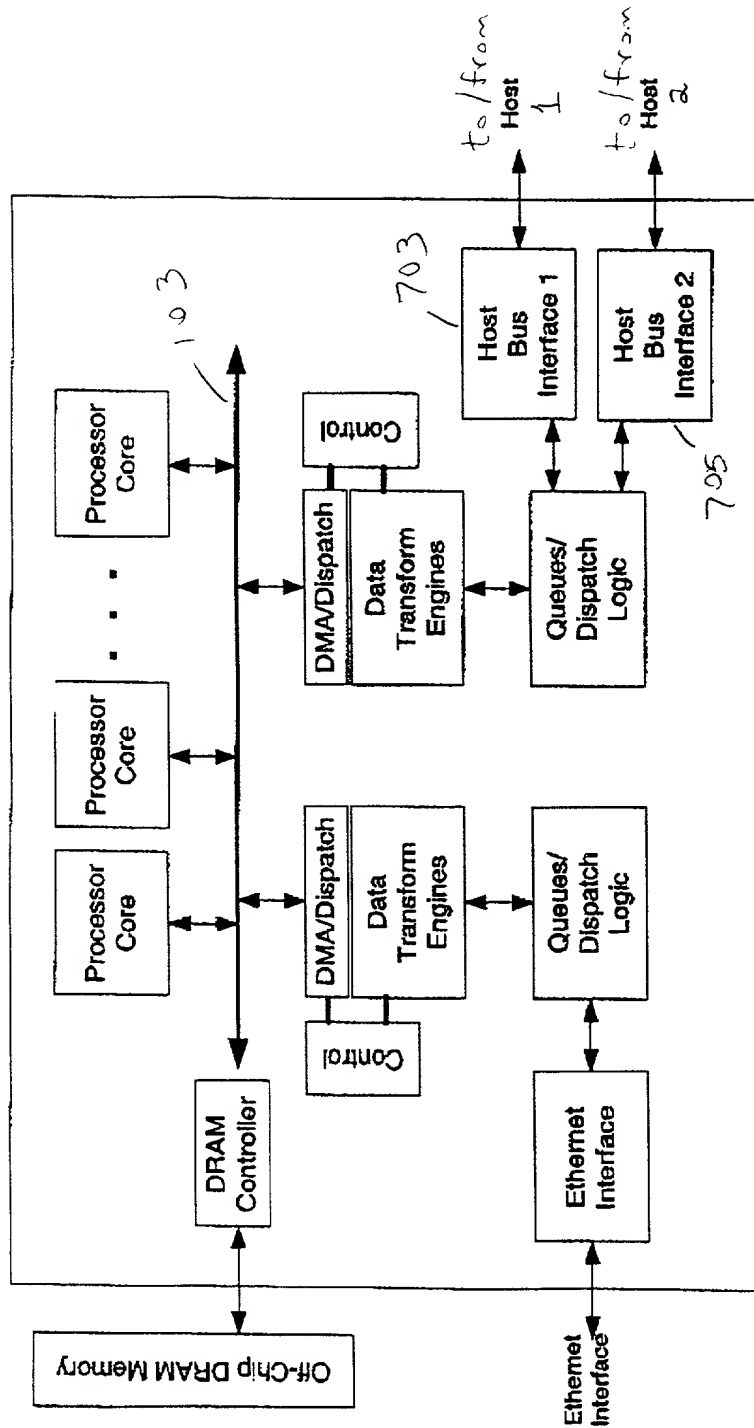 Processor
Core
Processor
Core
. . .
Processor
Core
103
Off-Chip DRAM Memory
DRAM
Controller
Control
DMA/Dispatch
Data
Transform
Engines
DMA/Dispatch
Data
Transform
Engines
Control
703
to/from
Host
1
Ethernet
Interface
Ethernet
Interface
Queues/
Dispatch
Logic
Queues/
Dispatch
Logic
Host
Bus
Interface 1
Host
Bus
Interface 2
to/from
Host
2
705